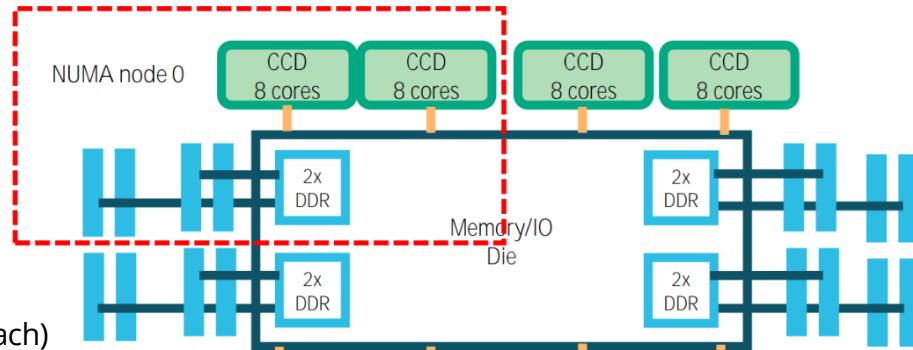 CCD
8 cores
CCD
8 cores
CCD
8 cores
CCD
8 cores
NUMA node 0
2x
DDR
2x
DDR
Memory/IO
Die
2x
DDR
2x
DDR
ach)